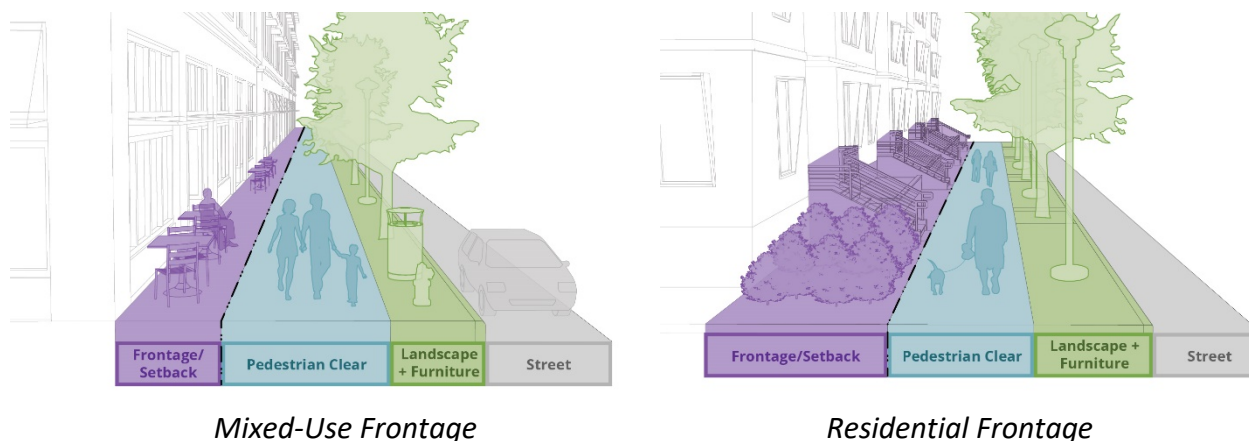 Frontage/
Setback
Pedestrian Clear
Landscape
+ Furniture
Street
Frontage/Setback
Pedestrian Clear
Landscape +
Furniture
Street
Mixed-Use Frontage
Residential Frontage